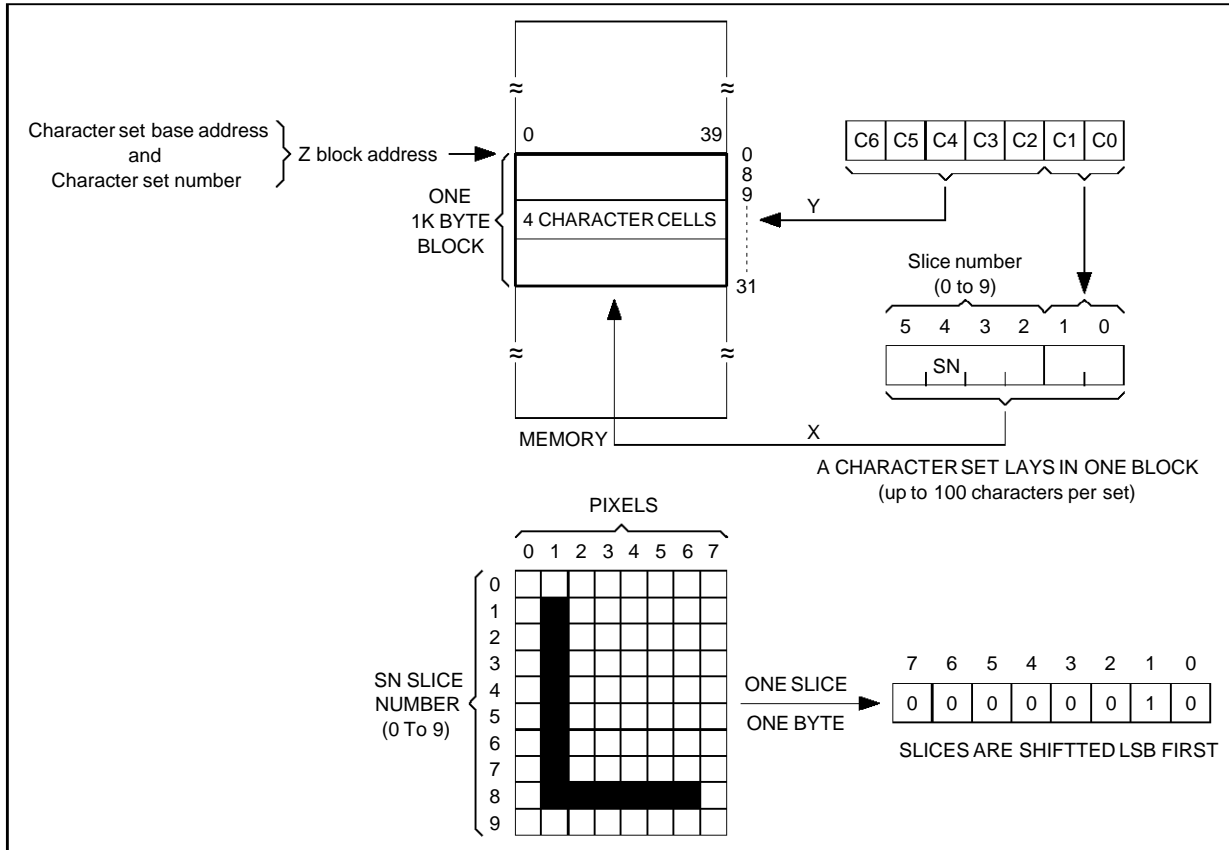 Character set base address
and
Character set number
Z block address
0 39
ONE
1K BYTE
BLOCK
4 CHARACTER CELLS
0
8
9
31
C6 C5 C4 C3 C2 C1 C0
Y
Slice number
(0 to 9)
5 4 3 2 1 0
SN
MEMORY
X
A CHARACTER SET LAYS IN ONE BLOCK
(up to 100 characters per set)
PIXELS
0 1 2 3 4 5 6 7
0
1
2
3
4
5
6
7
8
9
SN SLICE
NUMBER
(0 To 9)
ONE SLICE
ONE BYTE
7 6 5 4 3 2 1 0
0 0 0 0 0 0 1 0
SLICES ARE SHIFTTED LSB FIRST